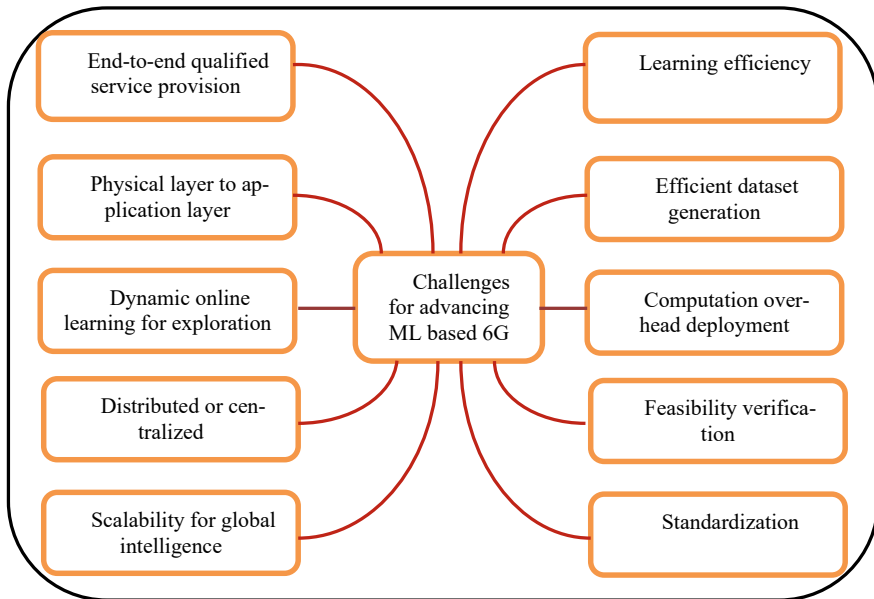 End-to-end qualified
service provision
Physical layer to ap-
plication layer
Dynamic online
learning for exploration
Distributed or cen-
tralized
Scalability for global
intelligence
Challenges
for advancing
ML based 6G
Learning efficiency
Efficient dataset
generation
Computation over-
head deployment
Feasibility verifica-
tion
Standardization